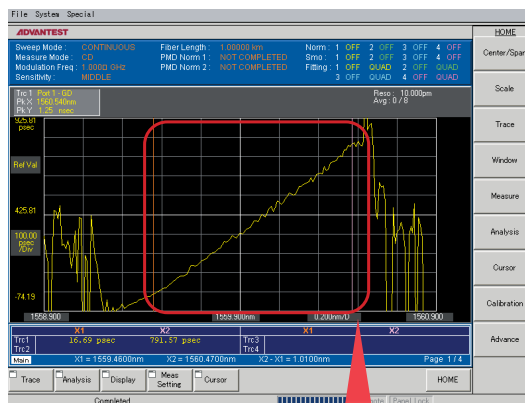 File System Special
ADVANTEST
HOME
Sweep Mode : CONTINUOUS Fiber Length : 1.00000 km Norm : 1 OFF 2 OFF 3 OFF 4 OFF
Measure Mode : CD PMD Norm 1 : NOT COMPLETED Smo : 1 OFF 2 OFF 3 OFF 4 OFF
Modulation Freq : 1.000G GHz PMD Norm 2 : NOT COMPLETED Fitting : 1 OFF QUAD 2 OFF QUAD
Sensitivity : MIDDLE 3 OFF QUAD 4 OFF QUAD
Center/Span
Trc 1 Port 1 - GD Reso : 10.000pm
Pk.X 1560.540nm Avg : 0 / 8
Pk.Y 1.25 nsec
Scale
925.81
psec
Trace
Ref Val
Window
Measure
425.81
100.00
psec
/Div
Analysis
Cursor
-74.19
Calibration
1558.900 1559.900nm 0.200nm/D 1560.900
X1 X2 X1 X2
Trc1 16.69 psec 791.57 psec Trc3
Trc2 Trc4
Advance
Main X1 = 1559.4600nm X2 = 1560.4700nm X2 - X1 = 1.0100nm Page 1 / 4
Trace Analysis Display Meas Setting Cursor HOME
Completed Panel Lock